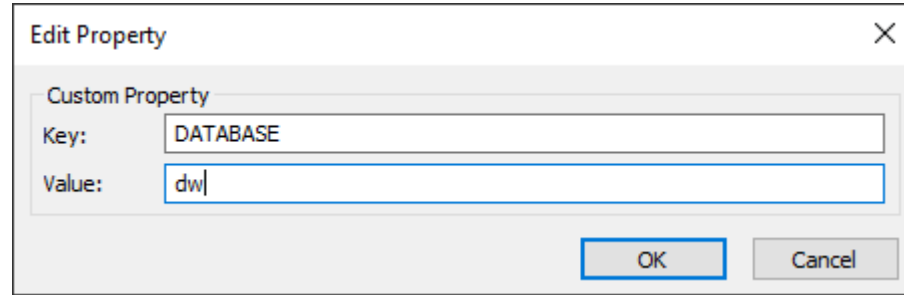 Edit Property
Custom Property
Key: DATABASE
Value: dw
OK Cancel